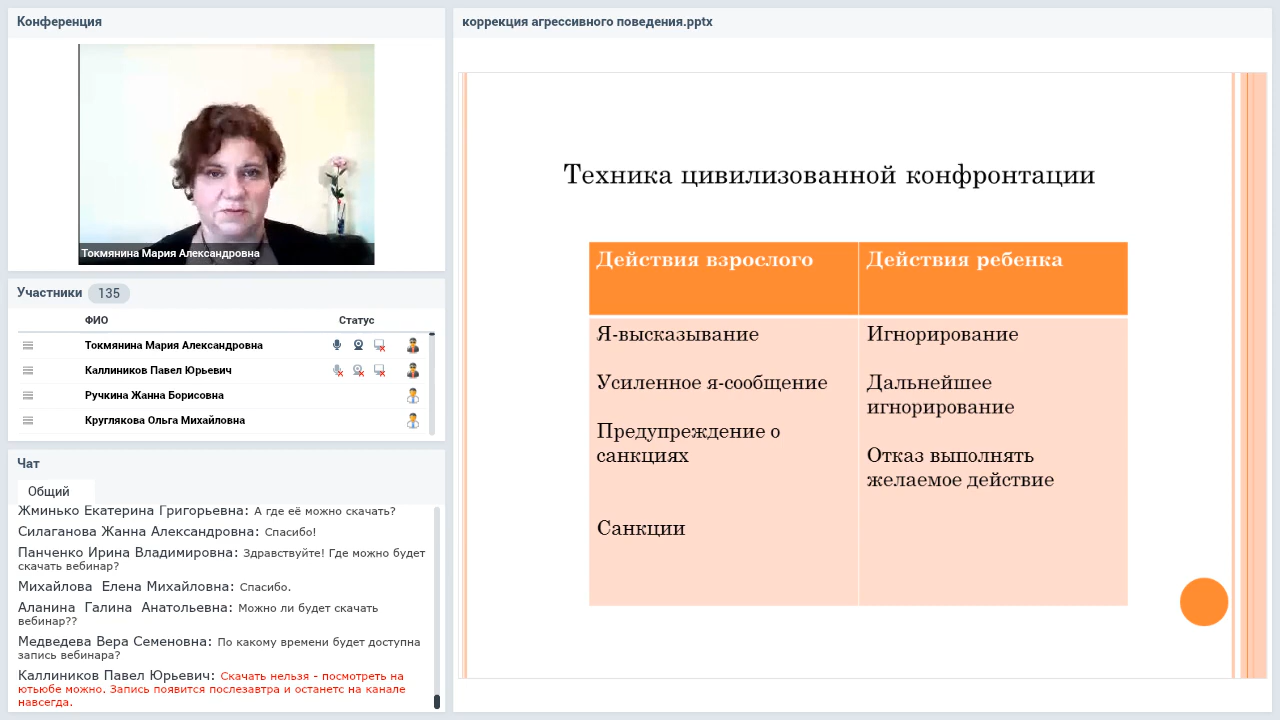 Конференция
Токмянина Мария Александровна
Участники 135
ФИО Статус
Токмянина Мария Александровна
Каллиников Павел Юрьевич
Ручкина Жанна Борисовна
Круглякова Ольга Михайловна
Чат
Общий
Жминько Екатерина Григорьевна: А где её можно скачать?
Силаганова Жанна Александровна: Спасибо!
Панченко Ирина Владимировна: Здравствуйте! Где можно будет
скачать вебинар?
Михайлова Елена Михайловна: Спасибо.
Аланина Галина Анатольевна: Можно ли будет скачать
вебинар??
Медведева Вера Семеновна: По какому времени будет доступна
запись вебинара?
Каллиников Павел Юрьевич: Скачать нельзя - посмотреть на
ютьюбе можно. Запись появится послезавтра и останетс на канале
навсегда.
коррекция агрессивного поведения.pptx
Техника цивилизованной конфронтации
Действия взрослого
Я-высказывание
Усиленное я-сообщение
Предупреждение о
санкциях
Санкции
Действия ребенка
Игнорирование
Дальнейшее
игнорирование
Отказ выполнять
желаемое действие